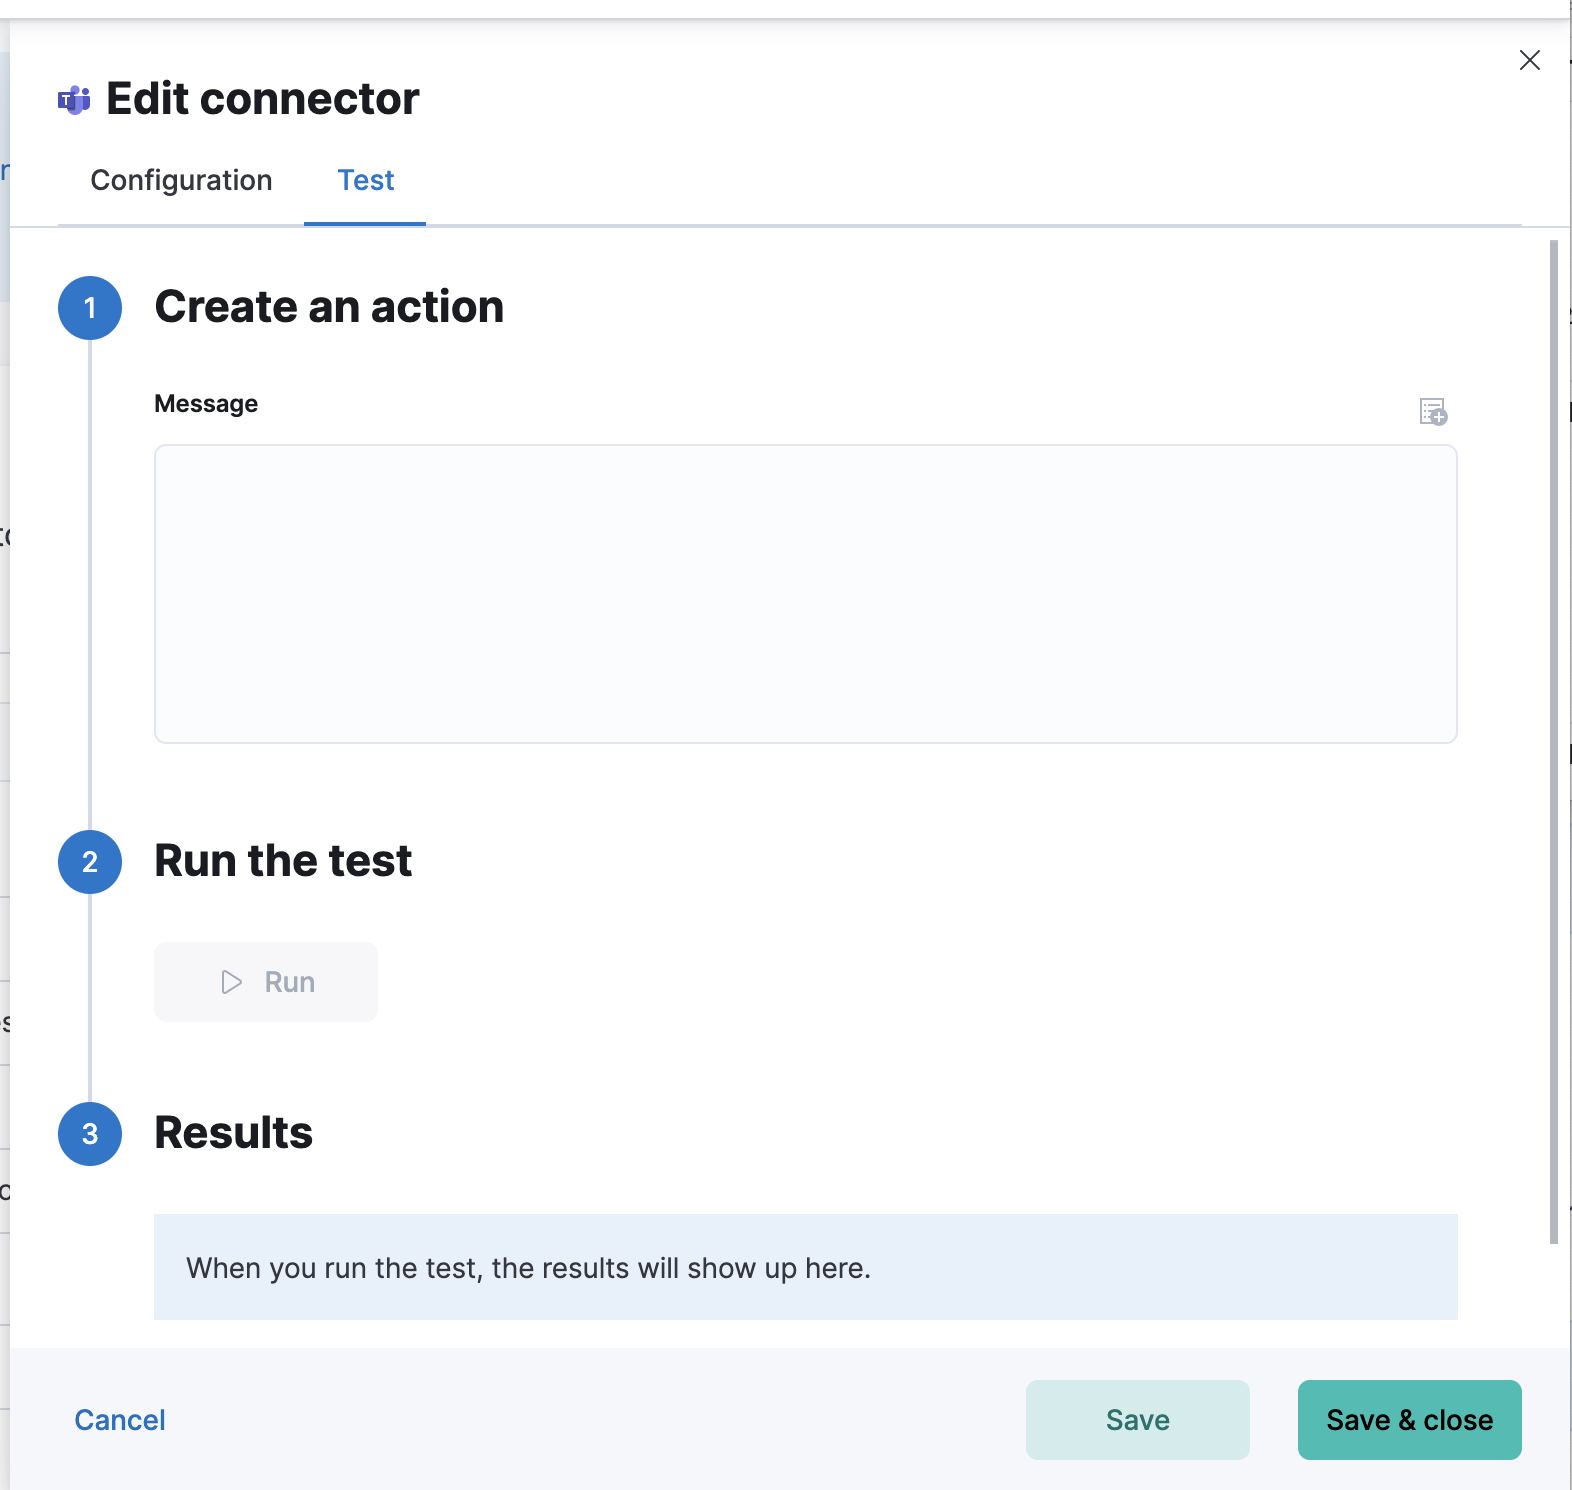 Edit connector
Configuration Test
1 Create an action
Message
2 Run the test
Run
3 Results
When you run the test, the results will show up here.
Cancel Save Save & close